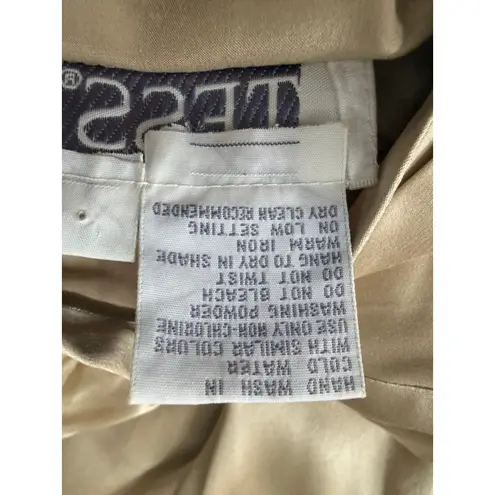 HAND WASH IN
COLD WATER
WITH SIMILAR COLORS
USE ONLY NON-CHLORINE
WASHING POWDER
DO NOT BLEACH
DO NOT TWIST
HANG TO DRY IN SHADE
WARM IRON
ON LOW SETTING
DRY CLEAN RECOMMENDED